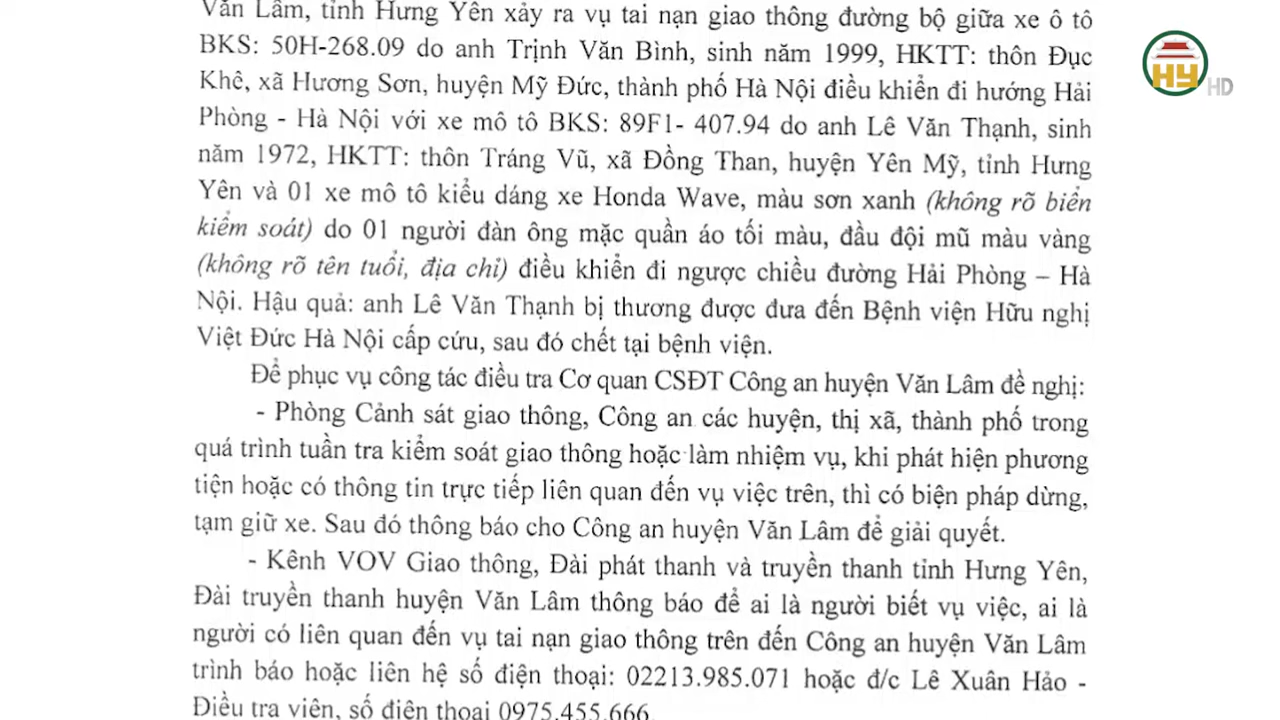 Văn Lâm, tỉnh Hưng Yên xảy ra vụ tai nạn giao thông đường bộ giữa xe ô tô
BKS: 50H-268.09 do anh Trịnh Văn Bình, sinh năm 1999, HKTT: thôn Đục
Khê, xã Hương Sơn, huyện Mỹ Đức, thành phố Hà Nội điều khiển đi hướng Hải
Phòng - Hà Nội với xe mô tô BKS: 89F1- 407.94 do anh Lê Văn Thạnh, sinh
năm 1972, HKTT: thôn Tráng Vũ, xã Đồng Than, huyện Yên Mỹ, tỉnh Hưng
Yên và 01 xe mô tô kiểu dáng xe Honda Wave, màu sơn xanh (không rõ biển
kiểm soát) do 01 người đàn ông mặc quần áo tối màu, đầu đội mũ màu vàng
(không rõ tên tuổi, địa chỉ) điều khiển đi ngược chiều đường Hải Phòng – Hà
Nội. Hậu quả: anh Lê Văn Thạnh bị thương được đưa đến Bệnh viện Hữu nghị
Việt Đức Hà Nội cấp cứu, sau đó chết tại bệnh viện.
Để phục vụ công tác điều tra Cơ quan CSĐT Công an huyện Văn Lâm đề nghị:
- Phòng Cảnh sát giao thông, Công an các huyện, thị xã, thành phố trong
quá trình tuần tra kiểm soát giao thông hoặc làm nhiệm vụ, khi phát hiện phương
tiện hoặc có thông tin trực tiếp liên quan đến vụ việc trên, thì có biện pháp dừng,
tạm giữ xe. Sau đó thông báo cho Công an huyện Văn Lâm để giải quyết.
- Kênh VOV Giao thông, Đài phát thanh và truyền thanh tỉnh Hưng Yên,
Đài truyền thanh huyện Văn Lâm thông báo để ai là người biết vụ việc, ai là
người có liên quan đến vụ tai nạn giao thông trên đến Công an huyện Văn Lâm
trình báo hoặc liên hệ số điện thoại: 02213.985.071 hoặc đ/c Lê Xuân Hảo -
Điều tra viên, số điện thoại 0975.455.666.
HY HD